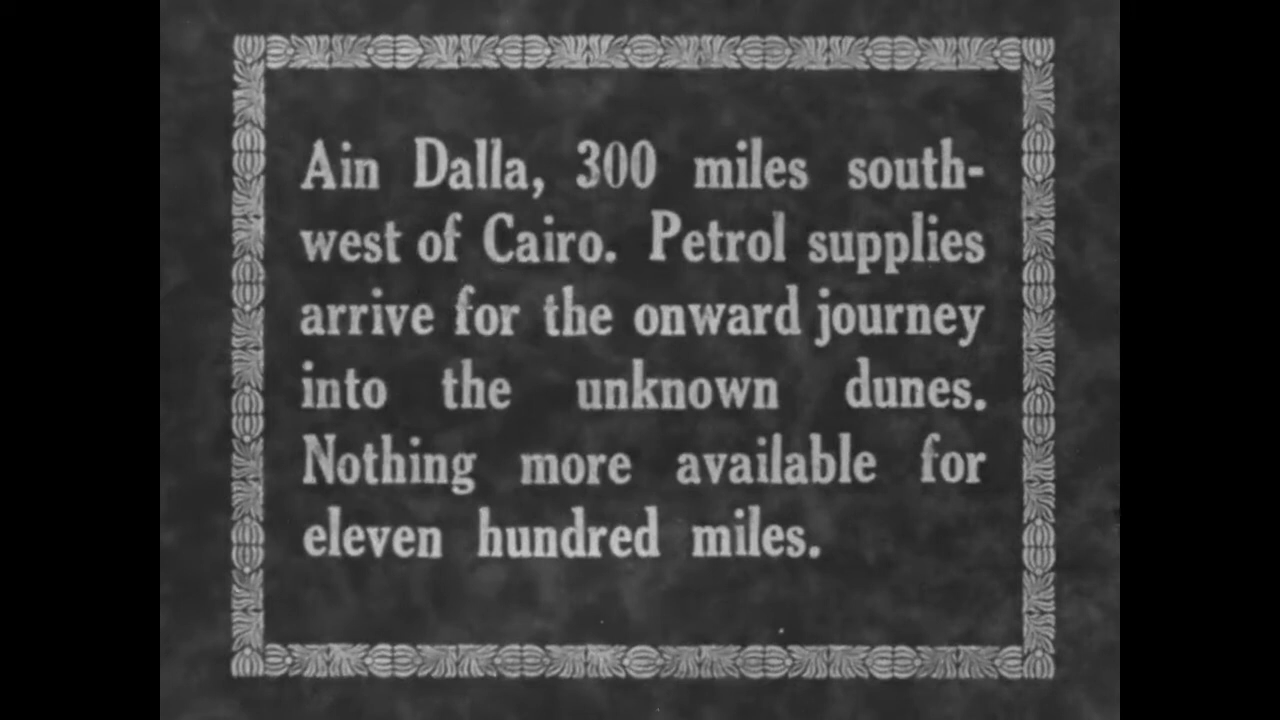 Ain Dalla, 300 miles south-
west of Cairo. Petrol supplies
arrive for the onward journey
into the unknown dunes.
Nothing more available for
eleven hundred miles.